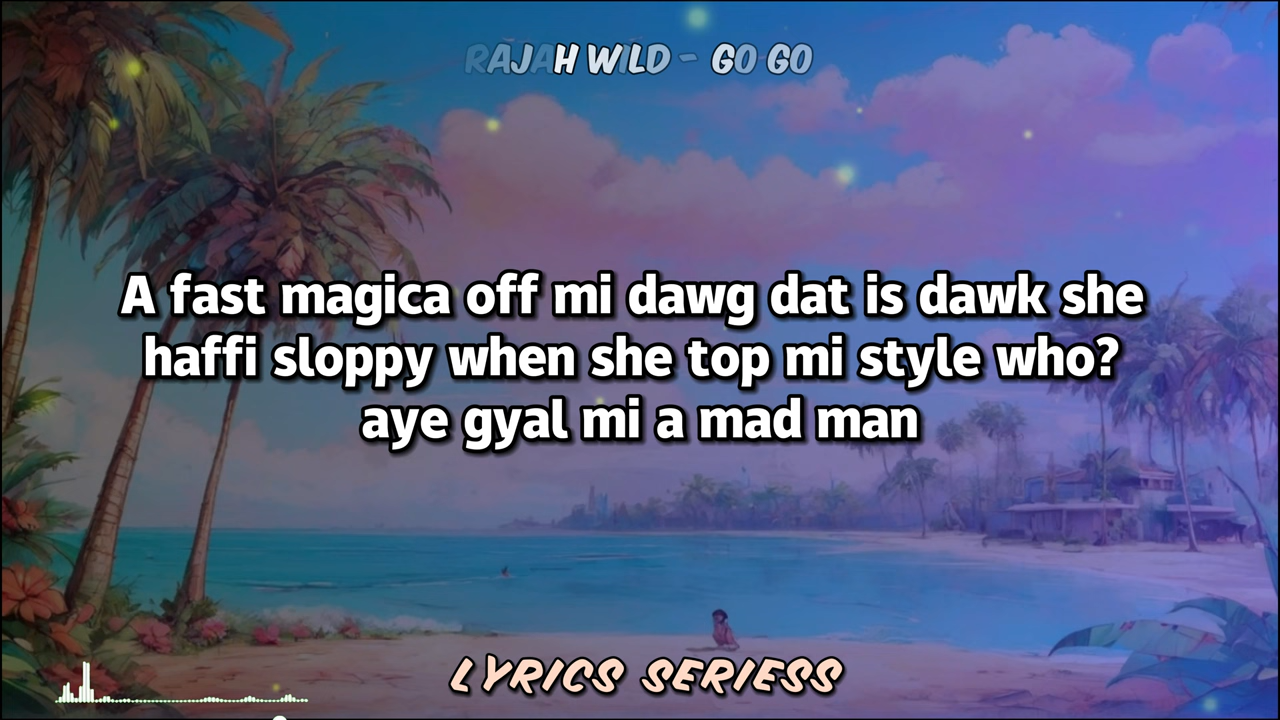 RAJAH WILD - GO GO
A fast magica off mi dawg dat is dawk she
haffi sloppy when she top mi style who?
aye gyal mi a mad man
LYRICS SERIESS